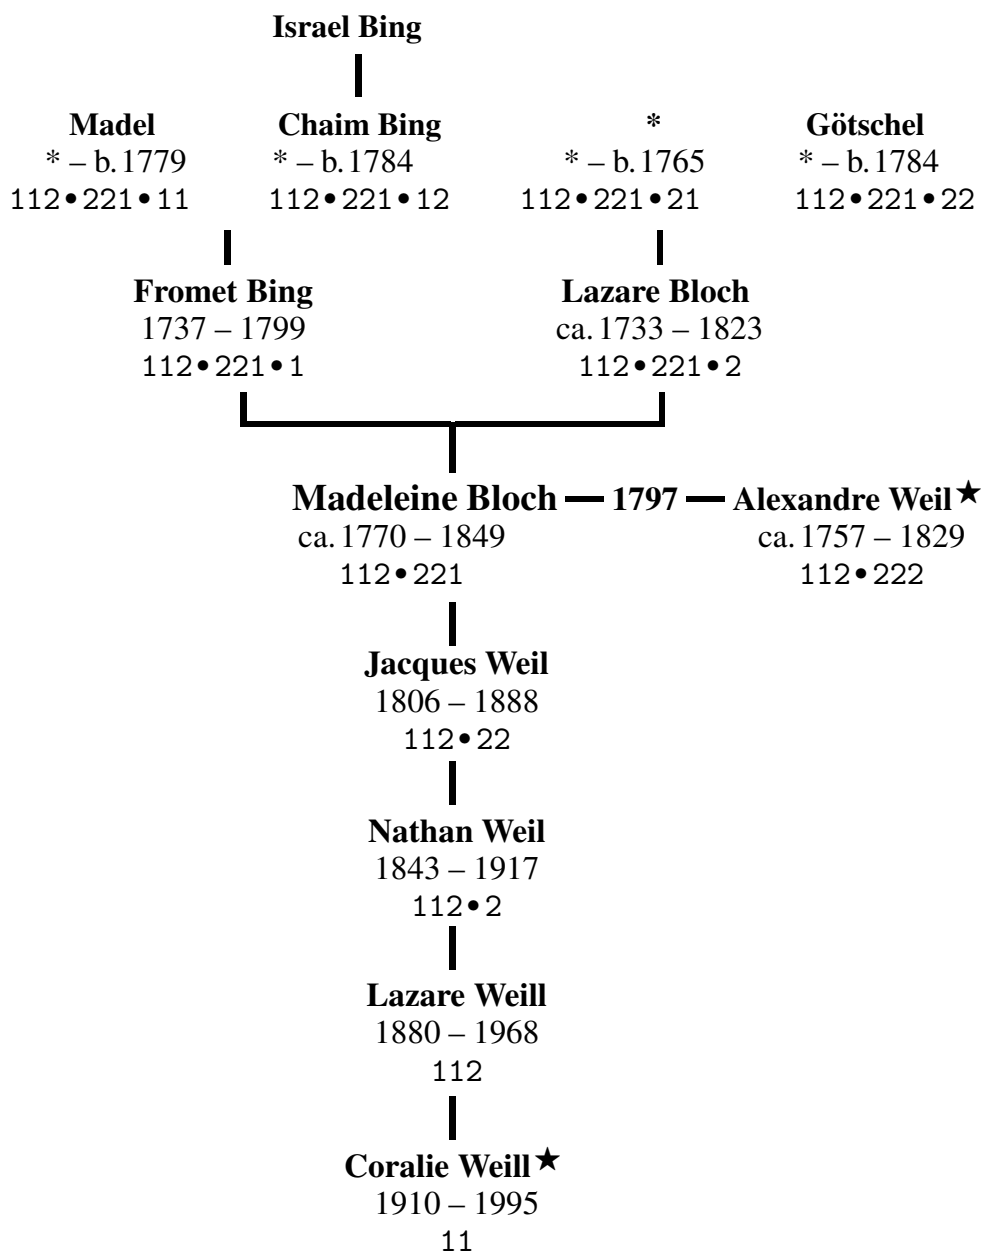 Israel Bing
Madel Chaim Bing * Götschel
* – b. 1779 * – b. 1784 * – b. 1765 * – b. 1784
112•221•11 112•221•12 112•221•21 112•221•22
Fromet Bing Lazare Bloch
1737 – 1799 ca. 1733 – 1823
112•221•1 112•221•2
Madeleine Bloch — 1797 — Alexandre Weil★
ca. 1770 – 1849 ca. 1757 – 1829
112•221 112•222
Jacques Weil
1806 – 1888
112•22
Nathan Weil
1843 – 1917
112•2
Lazare Weill
1880 – 1968
112
Coralie Weill★
1910 – 1995
11